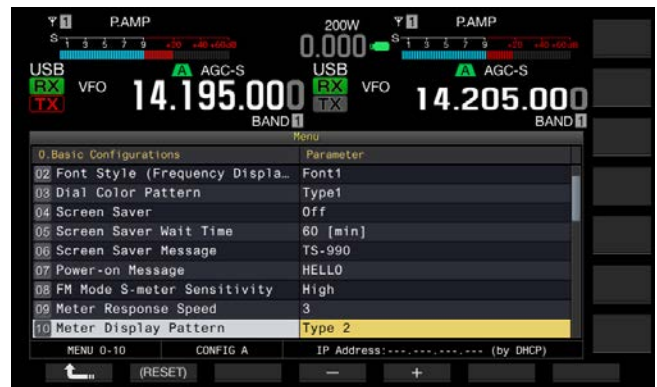 1 P.AMP 200W 1 P.AMP
S 1 3 5 7 9 +20 +40 +60dB 0.000 S 1 3 5 7 9 +20 +40 +60dB
USB A AGC-S USB A AGC-S
RX VFO 14.195.000 RX VFO 14.205.000
TX BAND 1 TX BAND 1
Menu
0.Basic Configurations Parameter
02 Font Style (Frequency Displa… Font1
03 Dial Color Pattern Type1
04 Screen Saver Off
05 Screen Saver Wait Time 60 [min]
06 Screen Saver Message TS-990
07 Power-on Message HELLO
08 FM Mode S-meter Sensitivity High
09 Meter Response Speed 3
10 Meter Display Pattern Type 2
MENU 0-10 CONFIG A IP Address:---.---.---.--- (by DHCP)
(RESET) − +